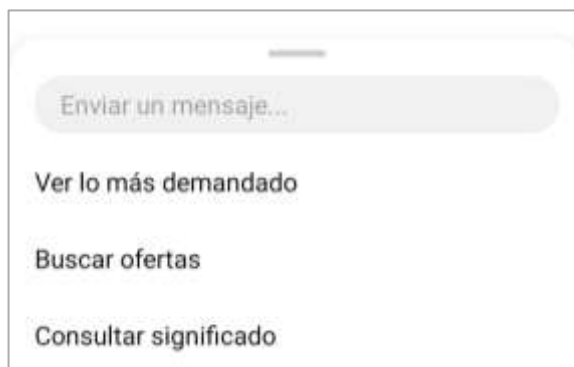 Enviar un mensaje...
Ver lo más demandado
Buscar ofertas
Consultar significado